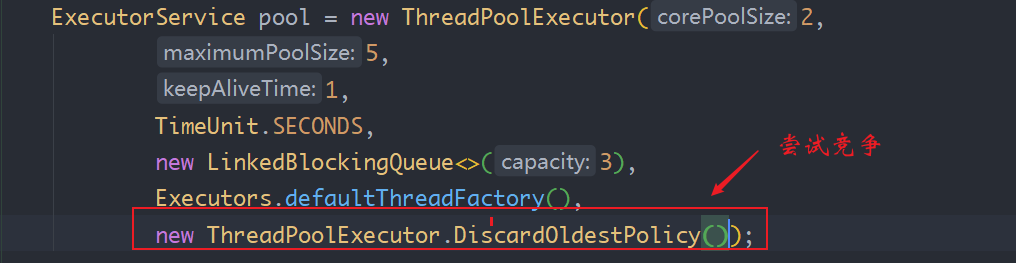 ExecutorService pool = new ThreadPoolExecutor( corePoolSize: 2,
maximumPoolSize: 5,
keepAliveTime: 1,
TimeUnit.SECONDS,
new LinkedBlockingQueue<>( capacity: 3),
尝试竞争
Executors.defaultThreadFactory(),
new ThreadPoolExecutor.DiscardOldestPolicy());